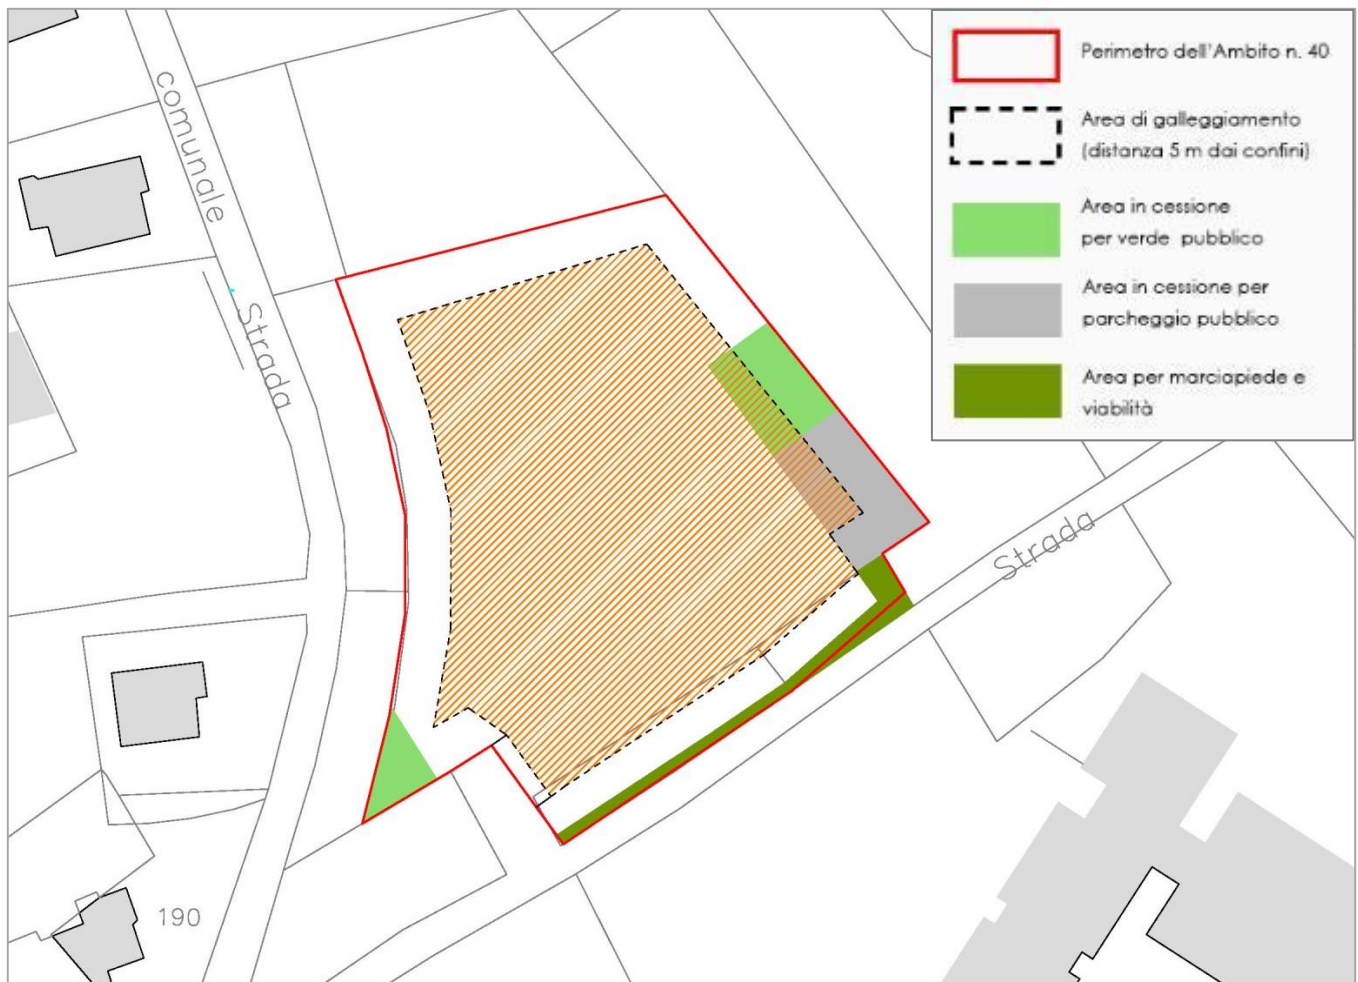 comunale
Strada
Strada
190
Perimetro dell'Ambito n. 40
Area di galleggiamento
(distanza 5 m dai confini)
Area in cessione
per verde pubblico
Area in cessione per
parcheggio pubblico
Area per marciapiede e
viabilità